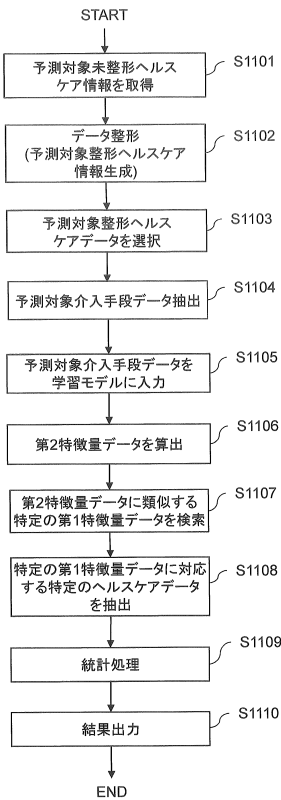 START
予測対象未整形ヘルス
ケア情報を取得
S1101
データ整形
(予測対象整形ヘルスケア
情報生成)
S1102
予測対象整形ヘルス
ケアデータを選択
S1103
予測対象介入手段データ抽出
S1104
予測対象介入手段データを
学習モデルに入力
S1105
第2特徴量データを算出
S1106
第2特徴量データに類似する
特定の第1特徴量データを検索
S1107
特定の第1特徴量データに対応
する特定のヘルスケアデータ
を抽出
S1108
統計処理
S1109
結果出力
S1110
END